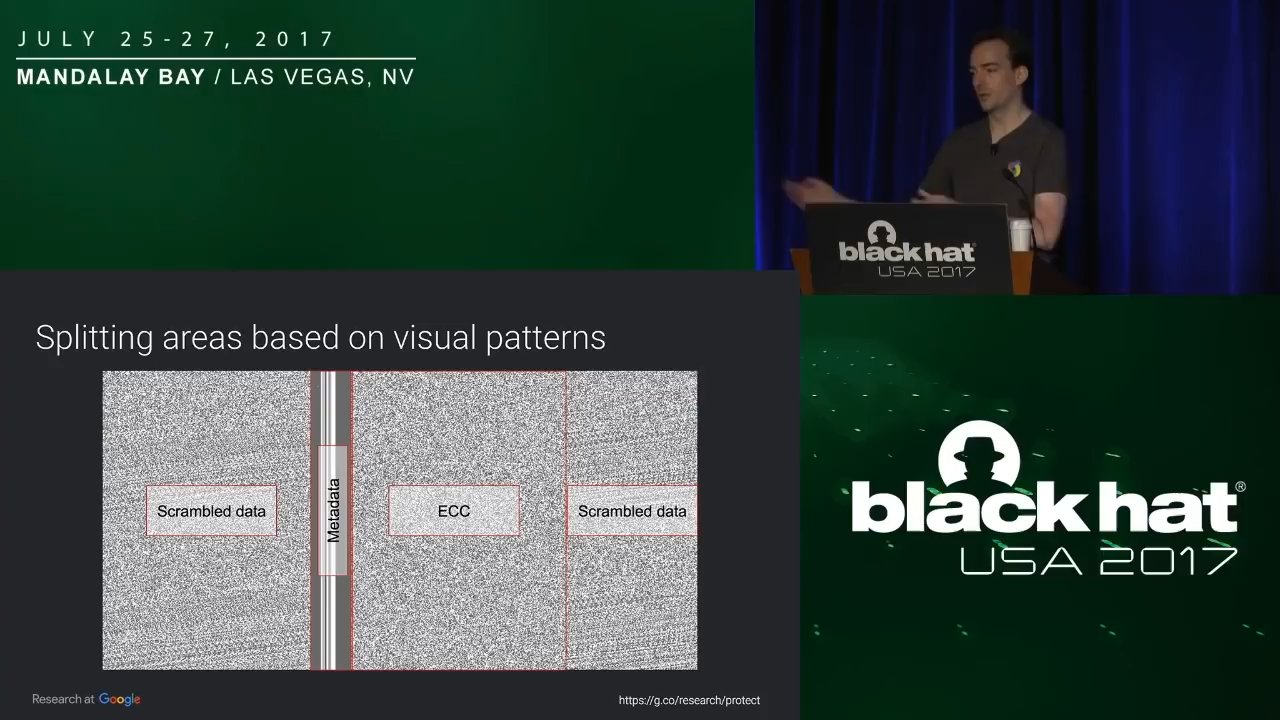 JULY 25-27, 2017
MANDALAY BAY / LAS VEGAS, NV
black hat
USA 2017
Splitting areas based on visual patterns
Scrambled data
Metadata
ECC
Scrambled data
Research at Google
https://g.co/research/protect
black hat®
USA 2017